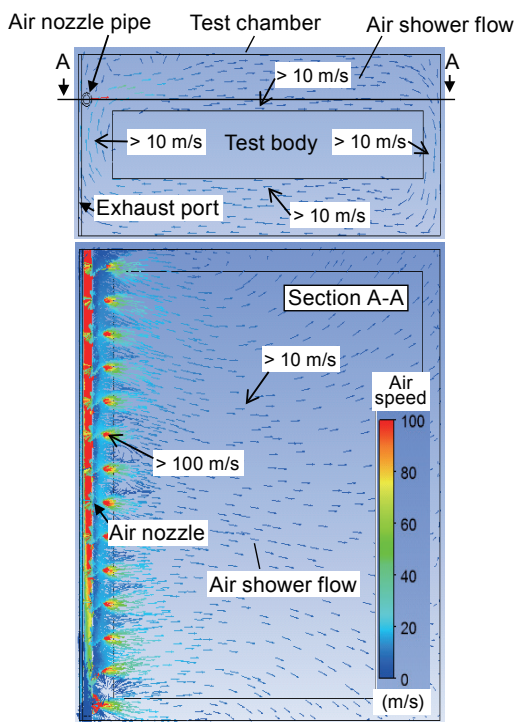 Air nozzle pipe
Test chamber
Air shower flow
A
A
> 10 m/s
> 10 m/s
Test body
> 10 m/s
Exhaust port
> 10 m/s
Section A-A
> 10 m/s
Air
speed
100
> 100 m/s
80
60
Air nozzle
40
Air shower flow
20
0
(m/s)